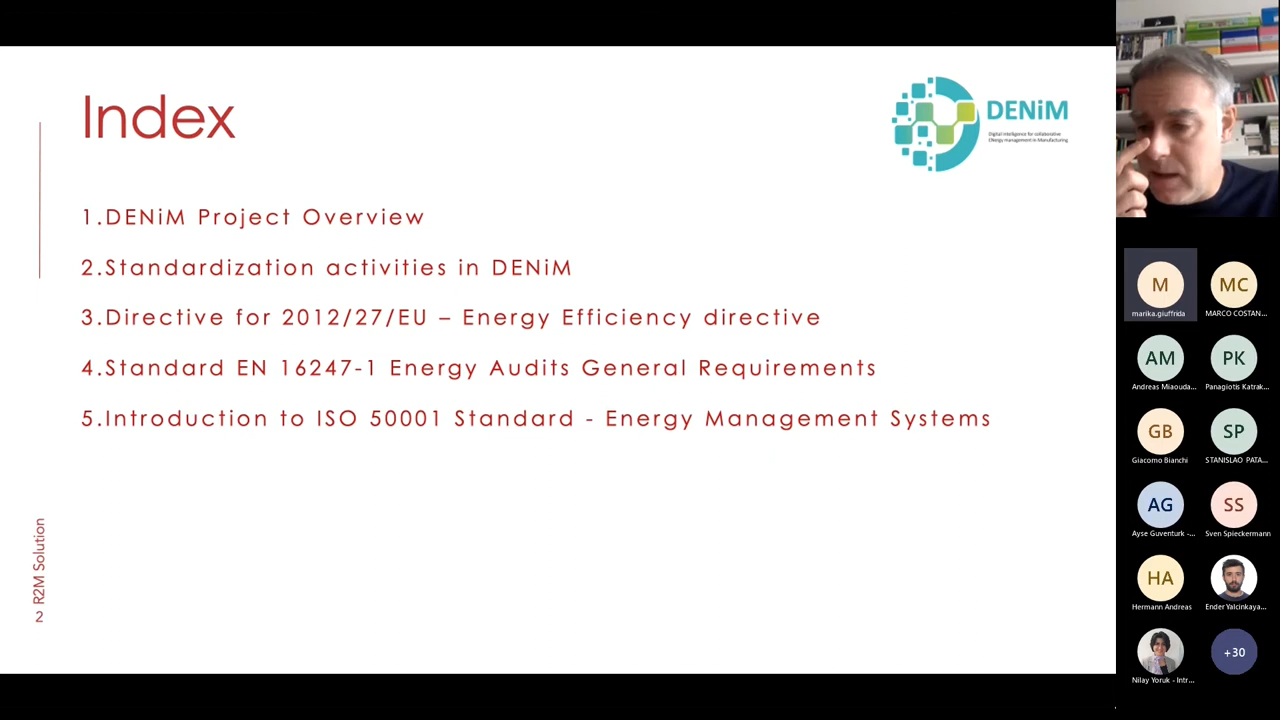 Index
DENiM
Digital intelligence for collaborative
ENergy management in Manufacturing
1.DENiM Project Overview
2.Standardization activities in DENiM
3.Directive for 2012/27/EU – Energy Efficiency directive
4.Standard EN 16247-1 Energy Audits General Requirements
5.Introduction to ISO 50001 Standard - Energy Management Systems
R2M Solution
2
M
marika.giuffrida
MC
MARCO COSTAN...
AM
Andreas Miaouda...
PK
Panagiotis Katrak...
GB
Giacomo Bianchi
SP
STANISLAO PATA...
AG
Ayse Guventurk -...
SS
Sven Spieckermann
HA
Hermann Andreas
Ender Yalcinkaya...
Nilay Yoruk - Intr...
+30